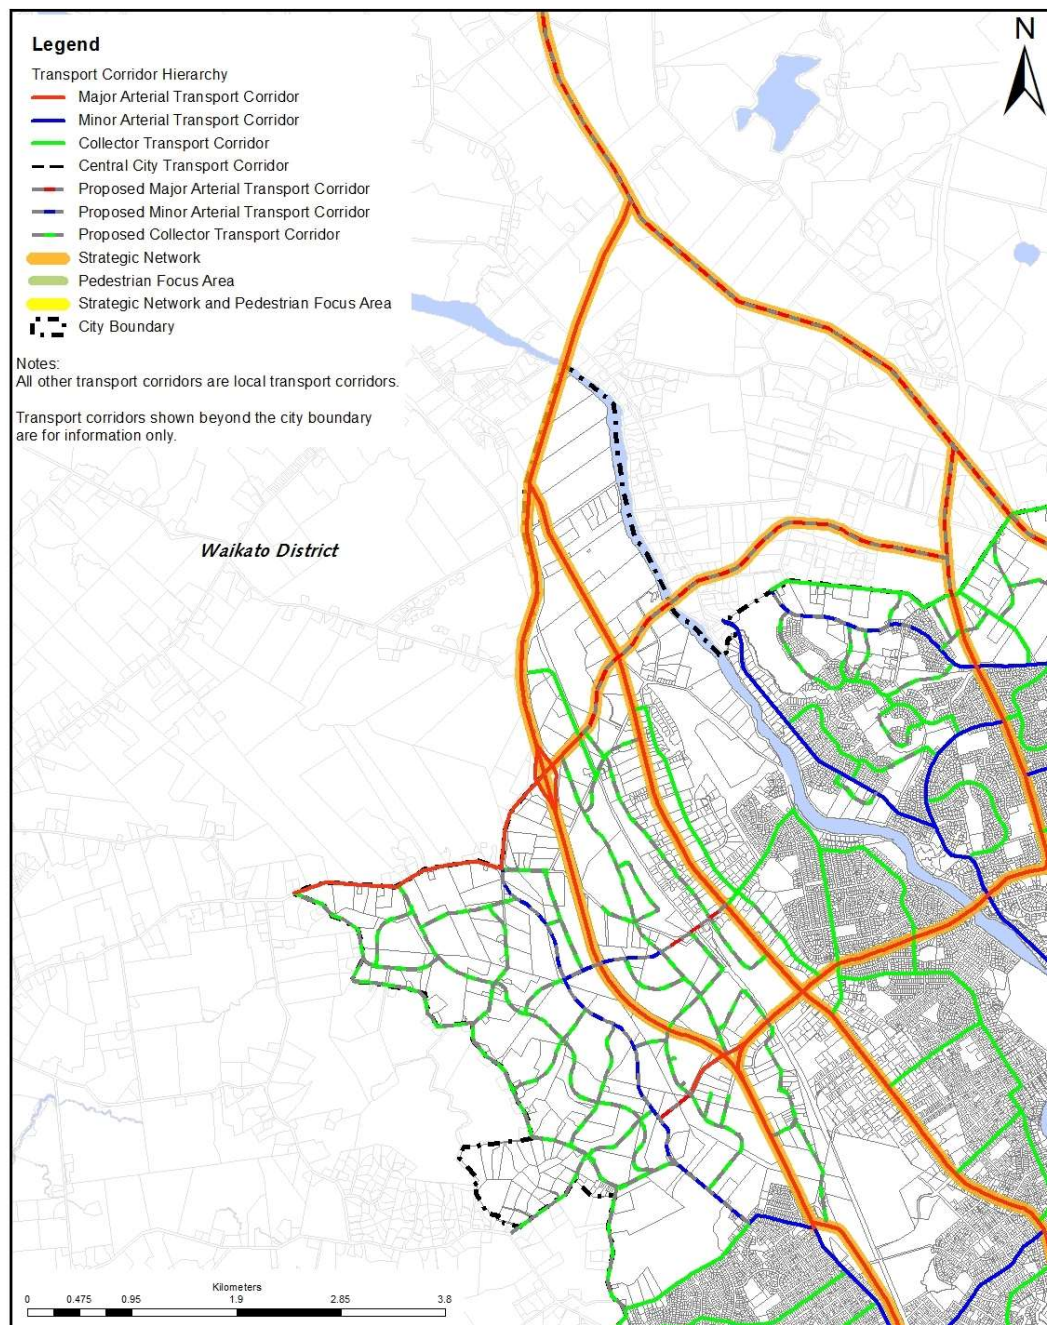 N
Legend
Transport Corridor Hierarchy
Major Arterial Transport Corridor
Minor Arterial Transport Corridor
Collector Transport Corridor
Central City Transport Corridor
Proposed Major Arterial Transport Corridor
Proposed Minor Arterial Transport Corridor
Proposed Collector Transport Corridor
Strategic Network
Pedestrian Focus Area
Strategic Network and Pedestrian Focus Area
City Boundary
Notes:
All other transport corridors are local transport corridors.
Transport corridors shown beyond the city boundary
are for information only.
Waikato District
Kilometers
0 0.475 0.95 1.9 2.85 3.8